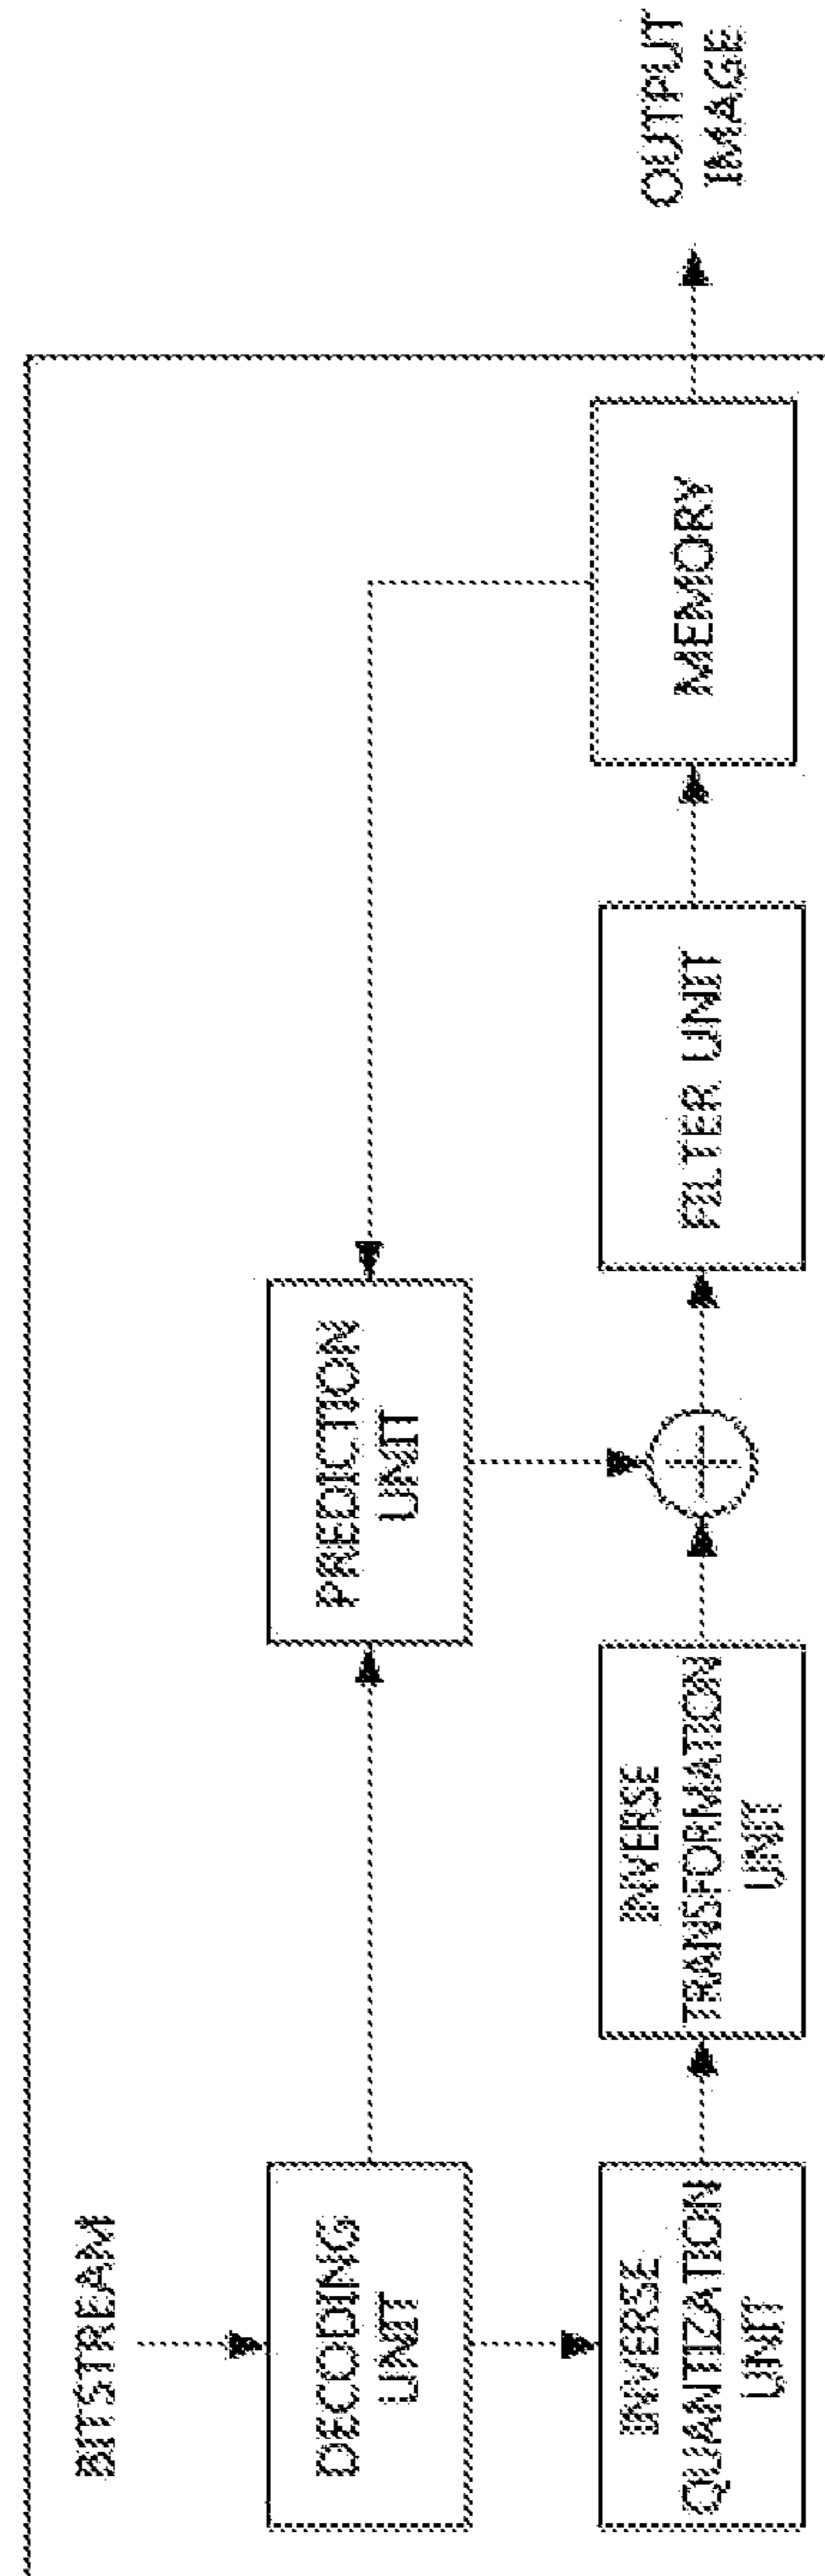 BITSTREAM
DECODING
UNIT
PREDICTION
UNIT
INVERSE
QUANTIZATION
UNIT
INVERSE
TRANSFORMATION
UNIT
FILTER UNIT
MEMORY
OUTPUT
IMAGE